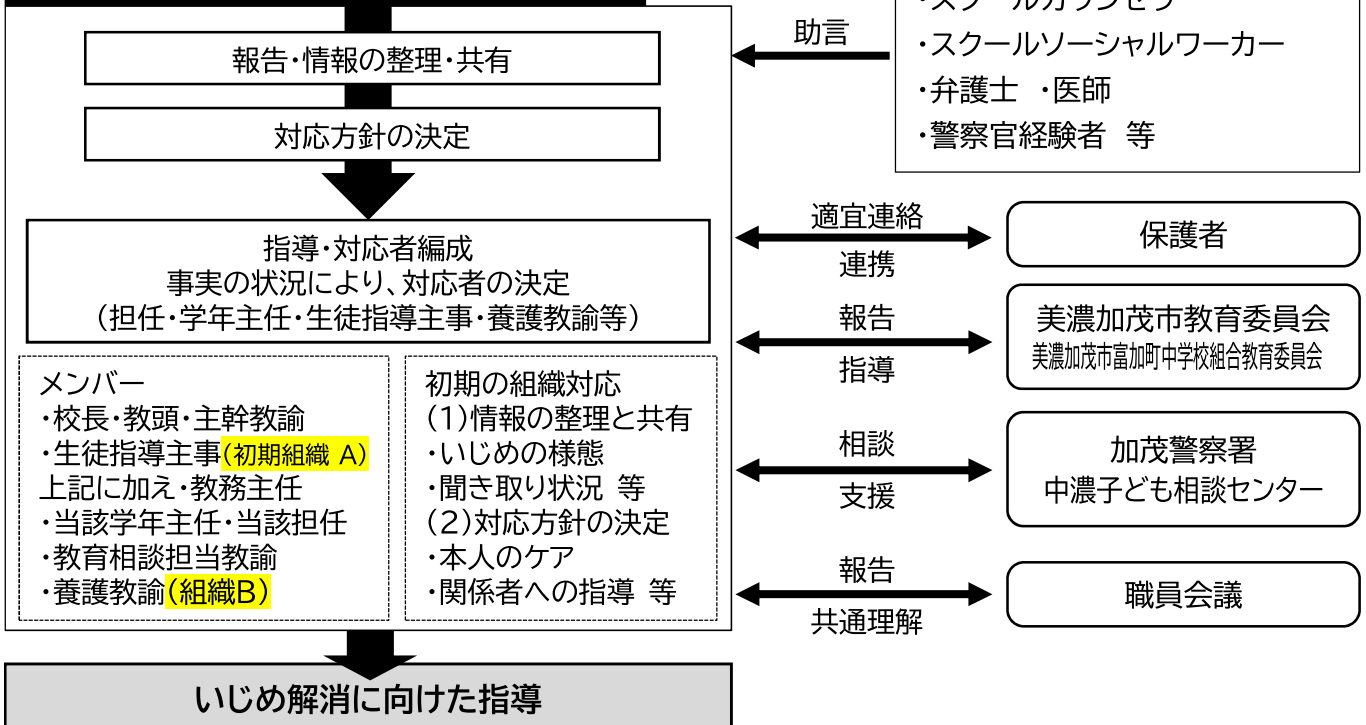 報告・情報の整理・共有
対応方針の決定
指導・対応者編成
事実の状況により、対応者の決定
（担任・学年主任・生徒指導主事・養護教諭等）
メンバー
・校長・教頭・主幹教諭
・生徒指導主事（初期組織 A）
上記に加え・教務主任
・当該学年主任・当該担任
・教育相談担当教諭
・養護教諭（組織B）
初期の組織対応
（1）情報の整理と共有
・いじめの様態
・聞き取り状況 等
（2）対応方針の決定
・本人のケア
・関係者への指導 等
いじめ解消に向けた指導
助言
・スクールカウンセラー
・スクールソーシャルワーカー
・弁護士 ・医師
・警察官経験者 等
適宜連絡
連携
保護者
報告
指導
美濃加茂市教育委員会
美濃加茂市富加町中学校組合教育委員会
相談
支援
加茂警察署
中濃子ども相談センター
報告
共通理解
職員会議